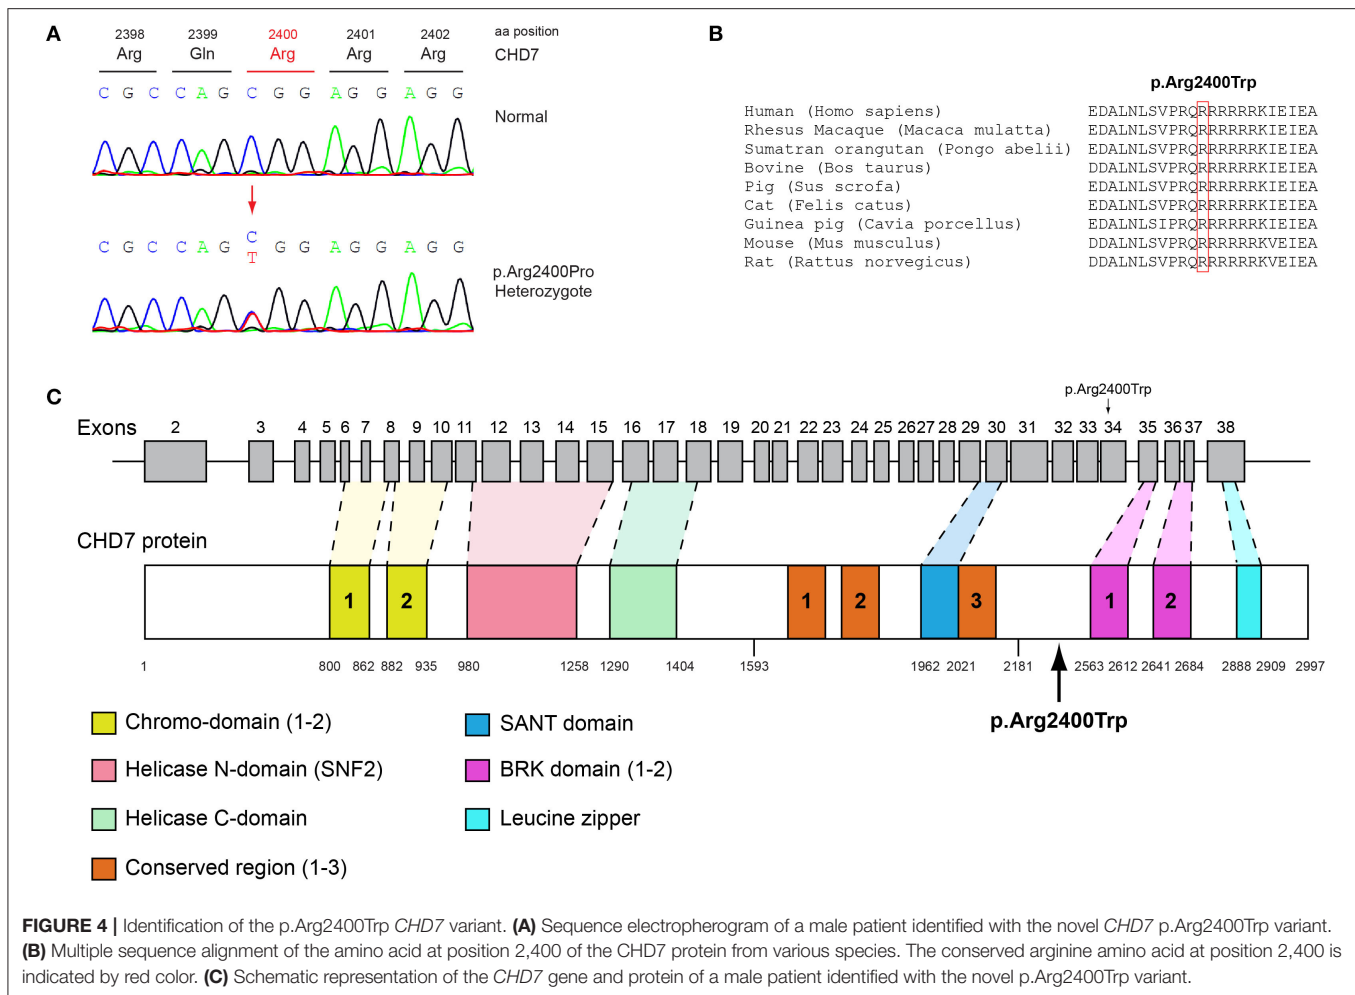 A
2398 2399 2400 2401 2402 aa position
Arg Gln Arg Arg Arg CHD7
C G C C A G C G G A G G A G G
Normal
C G C C A G C G G A G G A G G
T
p.Arg2400Pro
Heterozygote
B
p.Arg2400Trp
Human (Homo sapiens) EDALNLSVPRQRRRRRRKIEIEA
Rhesus Macaque (Macaca mulatta) EDALNLSVPRQRRRRRRKIEIEA
Sumatran orangutan (Pongo abelii) EDALNLSVPRQRRRRRRKIEIEA
Bovine (Bos taurus) DDALNLSVPRQRRRRRRKIEIEA
Pig (Sus scrofa) EDALNLSVPRQRRRRRRKIEIEA
Cat (Felis catus) EDALNLSVPRQRRRRRRKIEIEA
Guinea pig (Cavia porcellus) EDALNLSIPRQRRRRRRKIEIEA
Mouse (Mus musculus) DDALNLSVPRQRRRRRRKVEIEA
Rat (Rattus norvegicus) DDALNLSVPRQRRRRRRKVEIEA
C
p.Arg2400Trp
Exons 2 3 4 5 6 7 8 9 10 11 12 13 14 15 16 17 18 19 20 21 22 23 24 25 26 27 28 29 30 31 32 33 34 35 36 37 38
CHD7 protein
1 2 1 2 3 1 2
1 800 862 882 935 980 1258 1290 1404 1593 1962 2021 2181 2563 2612 2641 2684 2888 2909 2997
p.Arg2400Trp
Chromo-domain (1-2) SANT domain
Helicase N-domain (SNF2) BRK domain (1-2)
Helicase C-domain Leucine zipper
Conserved region (1-3)
FIGURE 4 | Identification of the p.Arg2400Trp CHD7 variant. (A) Sequence electropherogram of a male patient identified with the novel CHD7 p.Arg2400Trp variant.
(B) Multiple sequence alignment of the amino acid at position 2,400 of the CHD7 protein from various species. The conserved arginine amino acid at position 2,400 is
indicated by red color. (C) Schematic representation of the CHD7 gene and protein of a male patient identified with the novel p.Arg2400Trp variant.